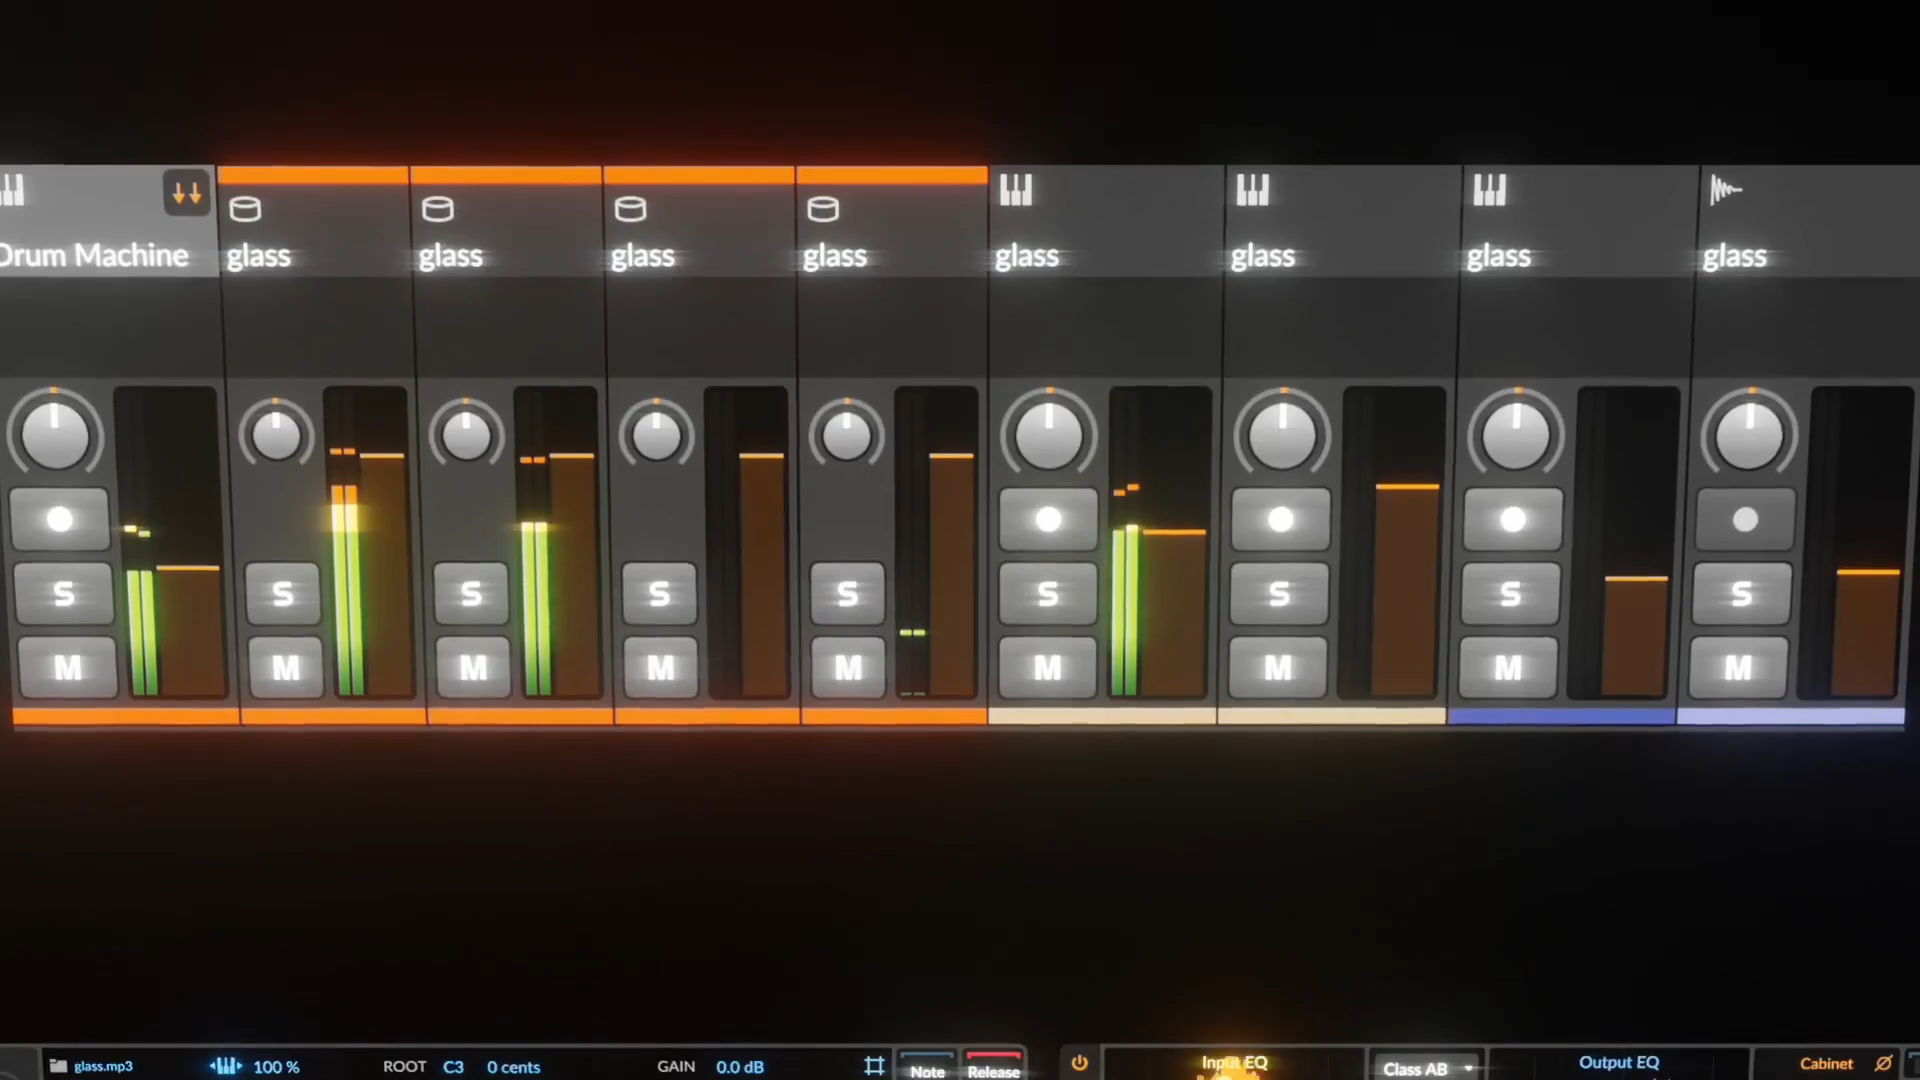 Drum Machine glass glass glass glass glass glass glass glass
S S S S S S S S S
M M M M M M M M M
glass.mp3 100 % ROOT C3 0 cents GAIN 0.0 dB Note Release Input EQ Class AB Output EQ Cabinet